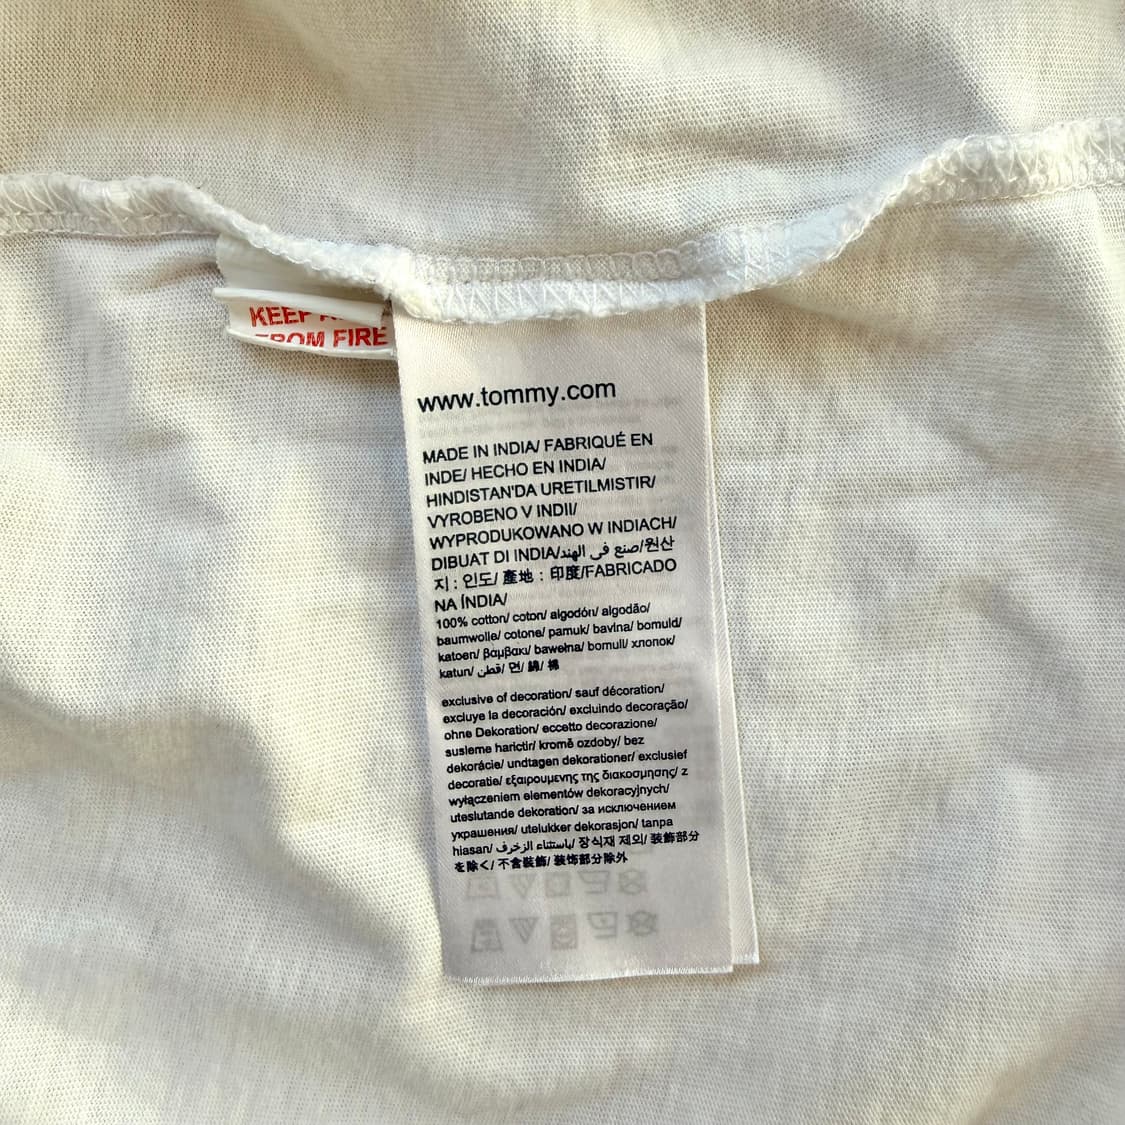 KEEP
FROM FIRE
www.tommy.com
MADE IN INDIA/ FABRIQUÉ EN
INDE/ HECHO EN INDIA/
HINDISTAN'DA URETILMISTIR/
VYROBENO V INDII/
WYPRODUKOWANO W INDIACH/
DIBUAT DI INDIA/صنع في الهند/원산
지 : 인도/ 產地 : 印度/FABRICADO
NA ÍNDIA/
100% cotton/ coton/ algodón/ algodão/
baumwolle/ cotone/ pamuk/ bavlna/ bomuld/
katoen/ βαμβακι/ bawełna/ bomull/ хлопок/
katun/ قطن/ 면/ 綿/ 棉
exclusive of decoration/ sauf décoration/
excluye la decoración/ excluindo decoração/
ohne Dekoration/ eccetto decorazione/
susleme harictir/ kromě ozdoby/ bez
dekorácie/ undtagen dekorationer/ exclusief
decoratie/ εξαιρουμενης της διακοσμησης/ z
wyłączeniem elementów dekoracyjnych/
uteslutande dekoration/ за исключением
украшения/ utelukker dekorasjon/ tanpa
hiasan/ باستثناء الزخرف/ 장식재 제외/ 装飾部分
を除く/ 不含裝飾/ 装饰部分除外